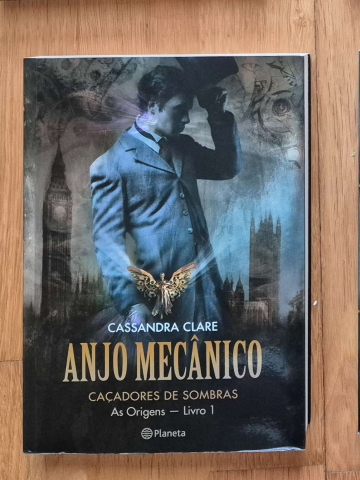 CASSANDRA CLARE
ANJO MECÂNICO
CAÇADORES DE SOMBRAS
As Origens — Livro 1
Planeta